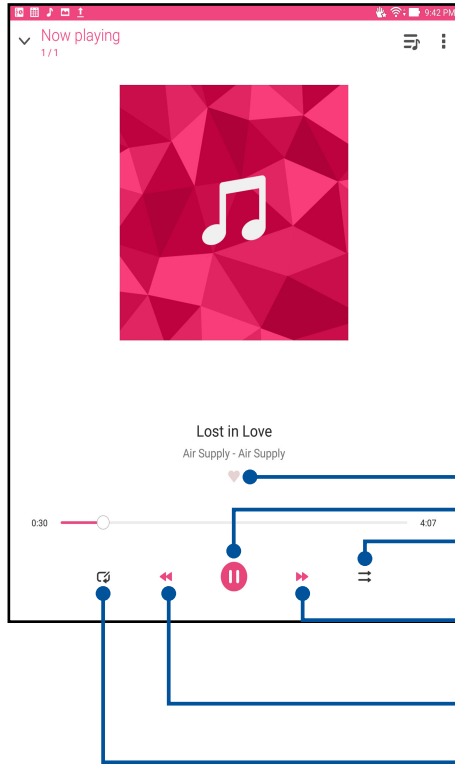 9:42 PM
Now playing
1 / 1
Lost in Love
Air Supply - Air Supply
0:30
4:07